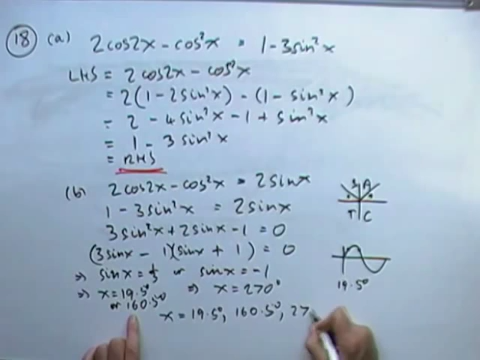 18 (a) 2cos2x - cos²x = 1 - 3sin²x
LHS = 2cos2x - cos²x
= 2(1 - 2sin²x) - (1 - sin²x)
= 2 - 4sin²x - 1 + sin²x
= 1 - 3sin²x
= RHS
(b) 2cos2x - cos²x = 2sinx
1 - 3sin²x = 2sinx
3sin²x + 2sinx - 1 = 0
(3sinx - 1)(sinx + 1) = 0
⇒ sinx = 1/3 or sinx = -1
⇒ x = 19.5° ⇒ x = 270°
or 160.5°
x = 19.5°, 160.5°, 27
S A
T C
19.5°